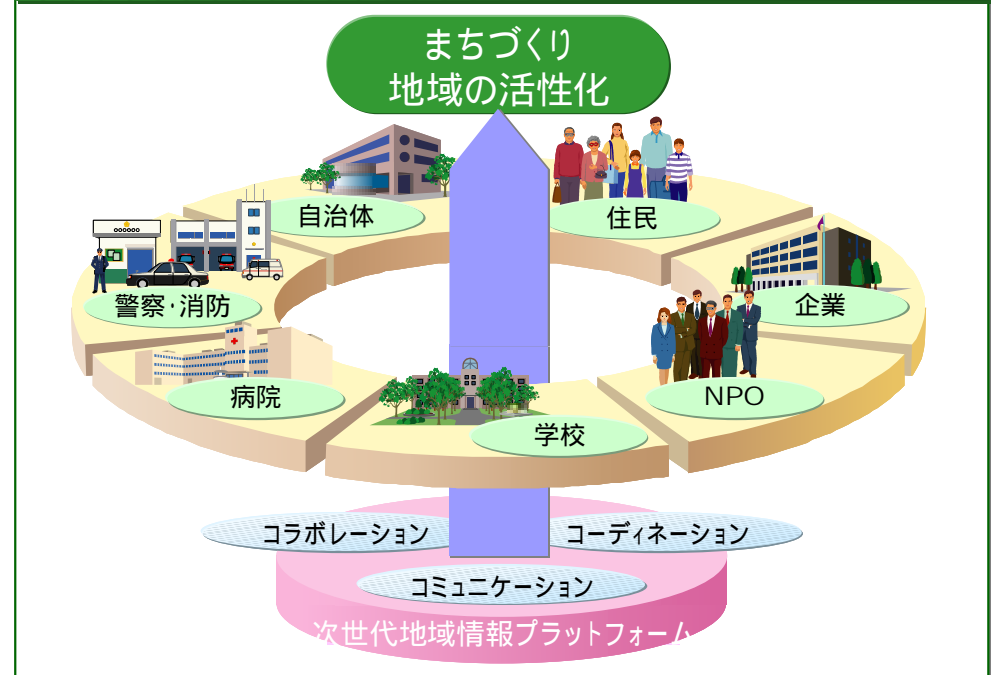 まちづくり
地域の活性化
自治体
住民
警察・消防
企業
病院
NPO
学校
コラボレーション
コーディネーション
コミュニケーション
次世代地域情報プラットフォーム